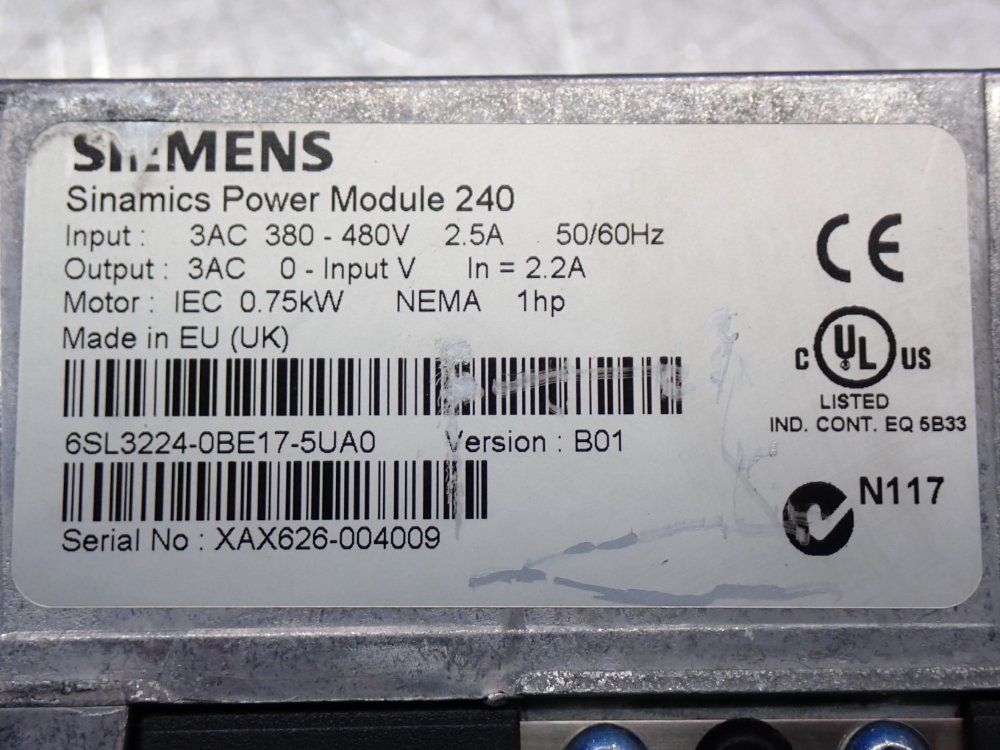 SIEMENS
Sinamics Power Module 240
Input : 3AC 380 - 480V 2.5A 50/60Hz
Output : 3AC 0 - Input V In = 2.2A
Motor : IEC 0.75kW NEMA 1hp
Made in EU (UK)
6SL3224-0BE17-5UA0 Version : B01
Serial No : XAX626-004009
CE
C UL US
LISTED
IND. CONT. EQ 5B33
N117